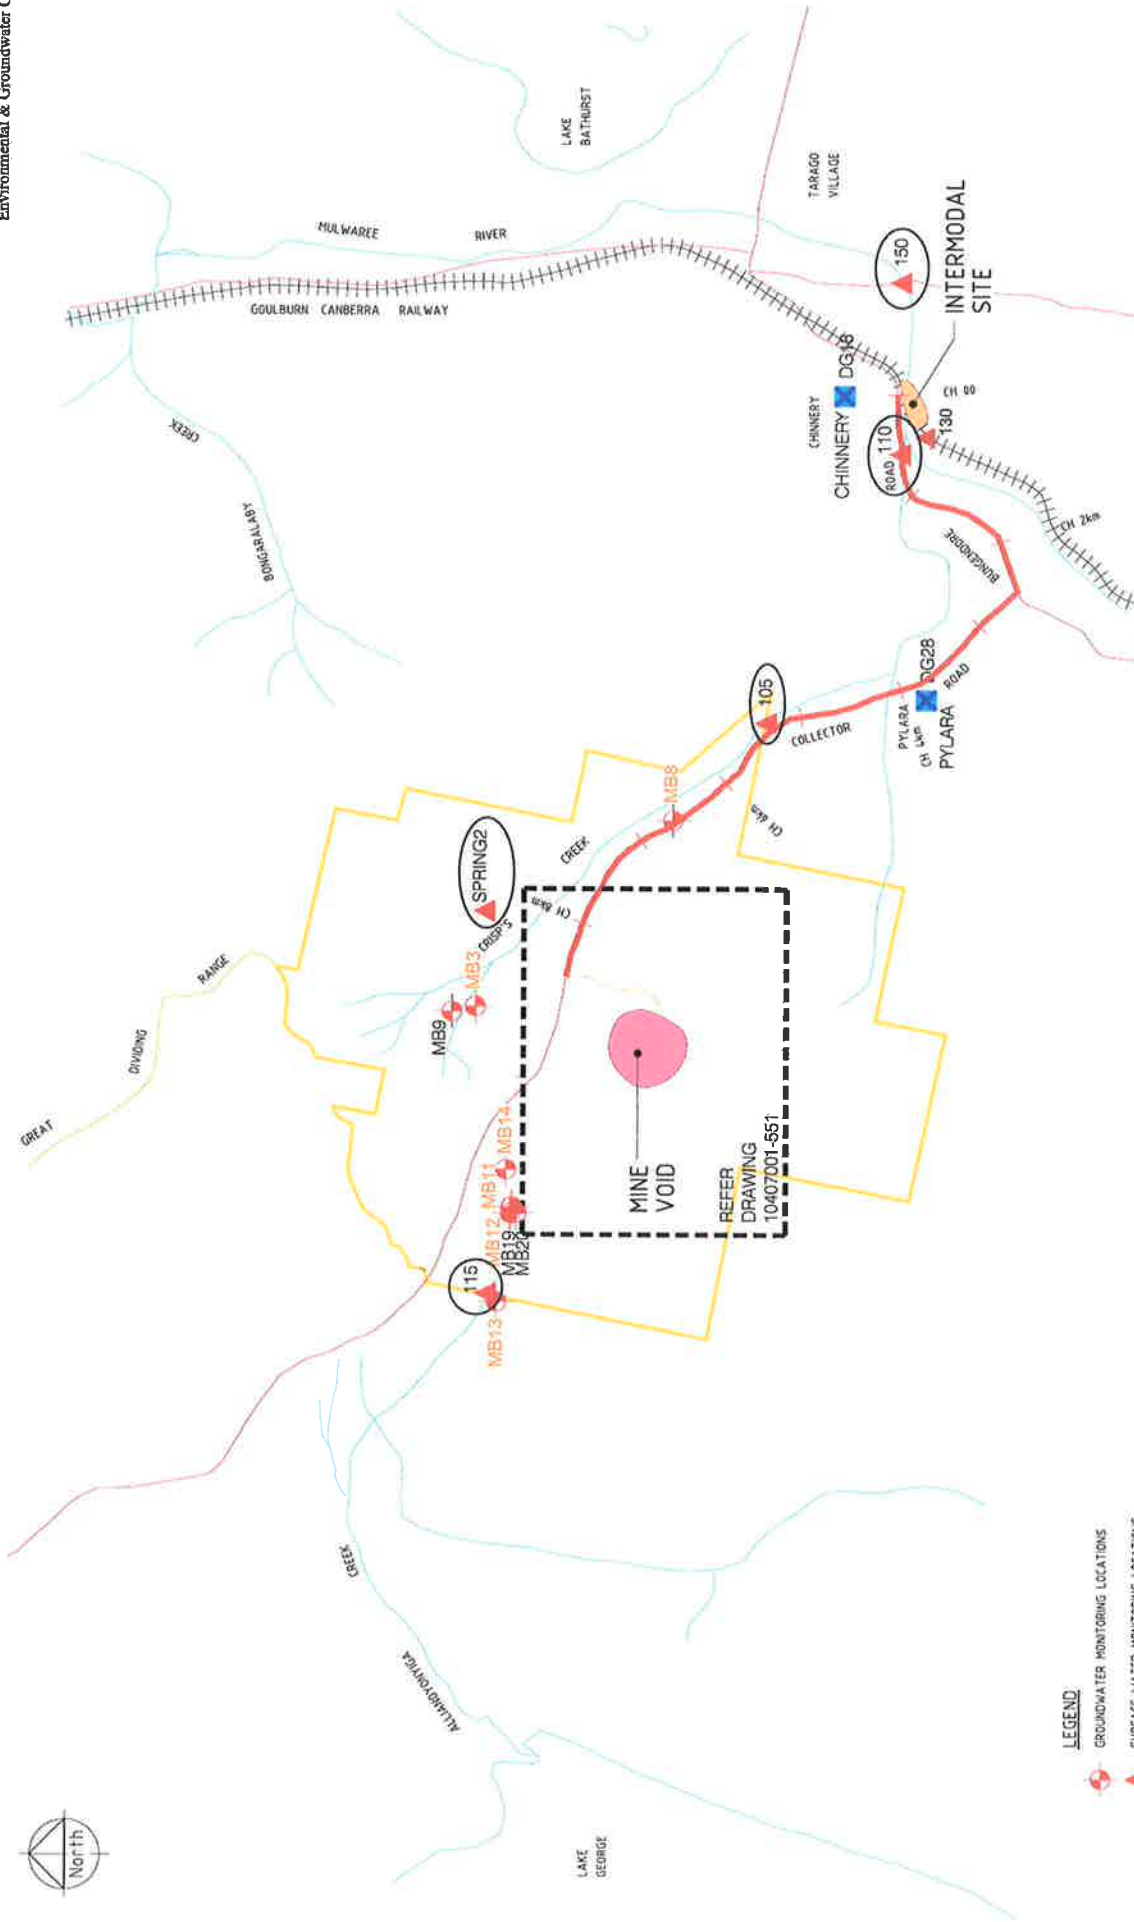 Environmental & Groundwater C
North
GREAT
DIVIDING
RANGE
MULWAREE
RIVER
GOULBURN CANBERRA RAILWAY
LAKE
BATHURST
TARAGO
VILLAGE
CREEK
BONGARALABY
150
INTERMODAL
SITE
CHINNERY
CHINNERY
DG15
CH 00
130
ROAD
110
CH 2km
BUNGENDORE
PYLARA
CH 4km
PYLARA
DG28
ROAD
105
COLLECTOR
CH 6km
MB8
SPRING2
CREEK
CRISP'S
CH 8km
MB3
MB9
MB14
MB11
MB12
MB19
MB20
115
MB13
MINE
VOID
REFER
DRAWING
10407001-551
CREEK
ALLIANOYONYIGA
LAKE
GEORGE
LEGEND
GROUNDWATER MONITORING LOCATIONS